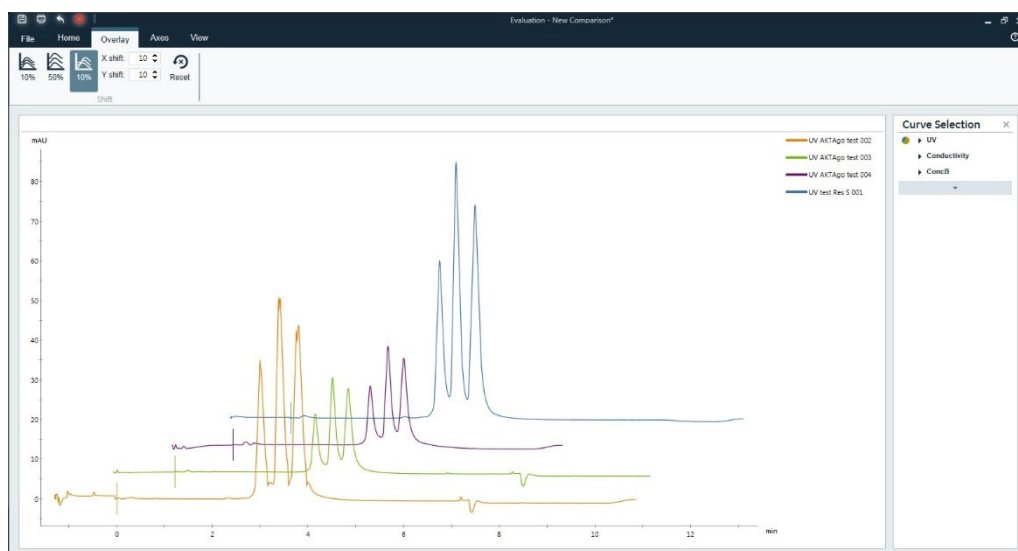 Evaluation - New Comparison*
File Home Overlay Axes View
X shift: 10
Y shift: 10
10% 50% 10% Reset
Shift
mAU
80
70
60
50
40
30
20
10
0
0 2 4 6 8 10 12
min
UV AKTAgo test 002
UV AKTAgo test 003
UV AKTAgo test 004
UV test Res S 001
Curve Selection
UV
Conductivity
ConcB